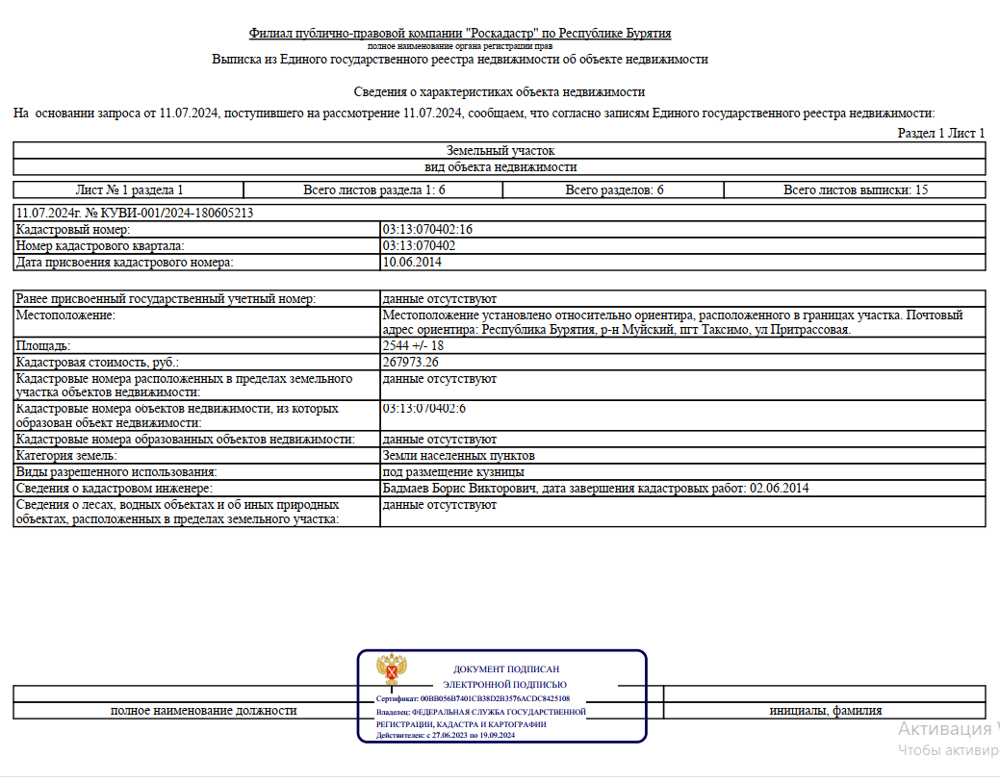 Филиал публично-правовой компании "Роскадастр" по Республике Бурятия
полное наименование органа регистрации прав
Выписка из Единого государственного реестра недвижимости об объекте недвижимости
Сведения о характеристиках объекта недвижимости
На основании запроса от 11.07.2024, поступившего на рассмотрение 11.07.2024, сообщаем, что согласно записям Единого государственного реестра недвижимости:
Раздел 1 Лист 1
Земельный участок
вид объекта недвижимости
Лист № 1 раздела 1 Всего листов раздела 1: 6 Всего разделов: 6 Всего листов выписки: 15
11.07.2024г. № КУВИ-001/2024-180605213
Кадастровый номер: 03:13:070402:16
Номер кадастрового квартала: 03:13:070402
Дата присвоения кадастрового номера: 10.06.2014
Ранее присвоенный государственный учетный номер: данные отсутствуют
Местоположение: Местоположение установлено относительно ориентира, расположенного в границах участка. Почтовый
адрес ориентира: Республика Бурятия, р-н Муйский, пгт Таксимо, ул Притрассовая.
Площадь: 2544 +/- 18
Кадастровая стоимость, руб.: 267973.26
Кадастровые номера расположенных в пределах земельного данные отсутствуют
участка объектов недвижимости:
Кадастровые номера объектов недвижимости, из которых 03:13:070402:6
образован объект недвижимости:
Кадастровые номера образованных объектов недвижимости: данные отсутствуют
Категория земель: Земли населенных пунктов
Виды разрешенного использования: под размещение кузницы
Сведения о кадастровом инженере: Бадмаев Борис Викторович, дата завершения кадастровых работ: 02.06.2014
Сведения о лесах, водных объектах и об иных природных данные отсутствуют
объектах, расположенных в пределах земельного участка:
ДОКУМЕНТ ПОДПИСАН
ЭЛЕКТРОННОЙ ПОДПИСЬЮ
Сертификат: 00BB056B7401CB38D2B3576ACDC8425108
Владелец: ФЕДЕРАЛЬНАЯ СЛУЖБА ГОСУДАРСТВЕННОЙ
РЕГИСТРАЦИИ, КАДАСТРА И КАРТОГРАФИИ
Действителен: с 27.06.2023 по 19.09.2024
полное наименование должности инициалы, фамилия
Активация
Чтобы активир